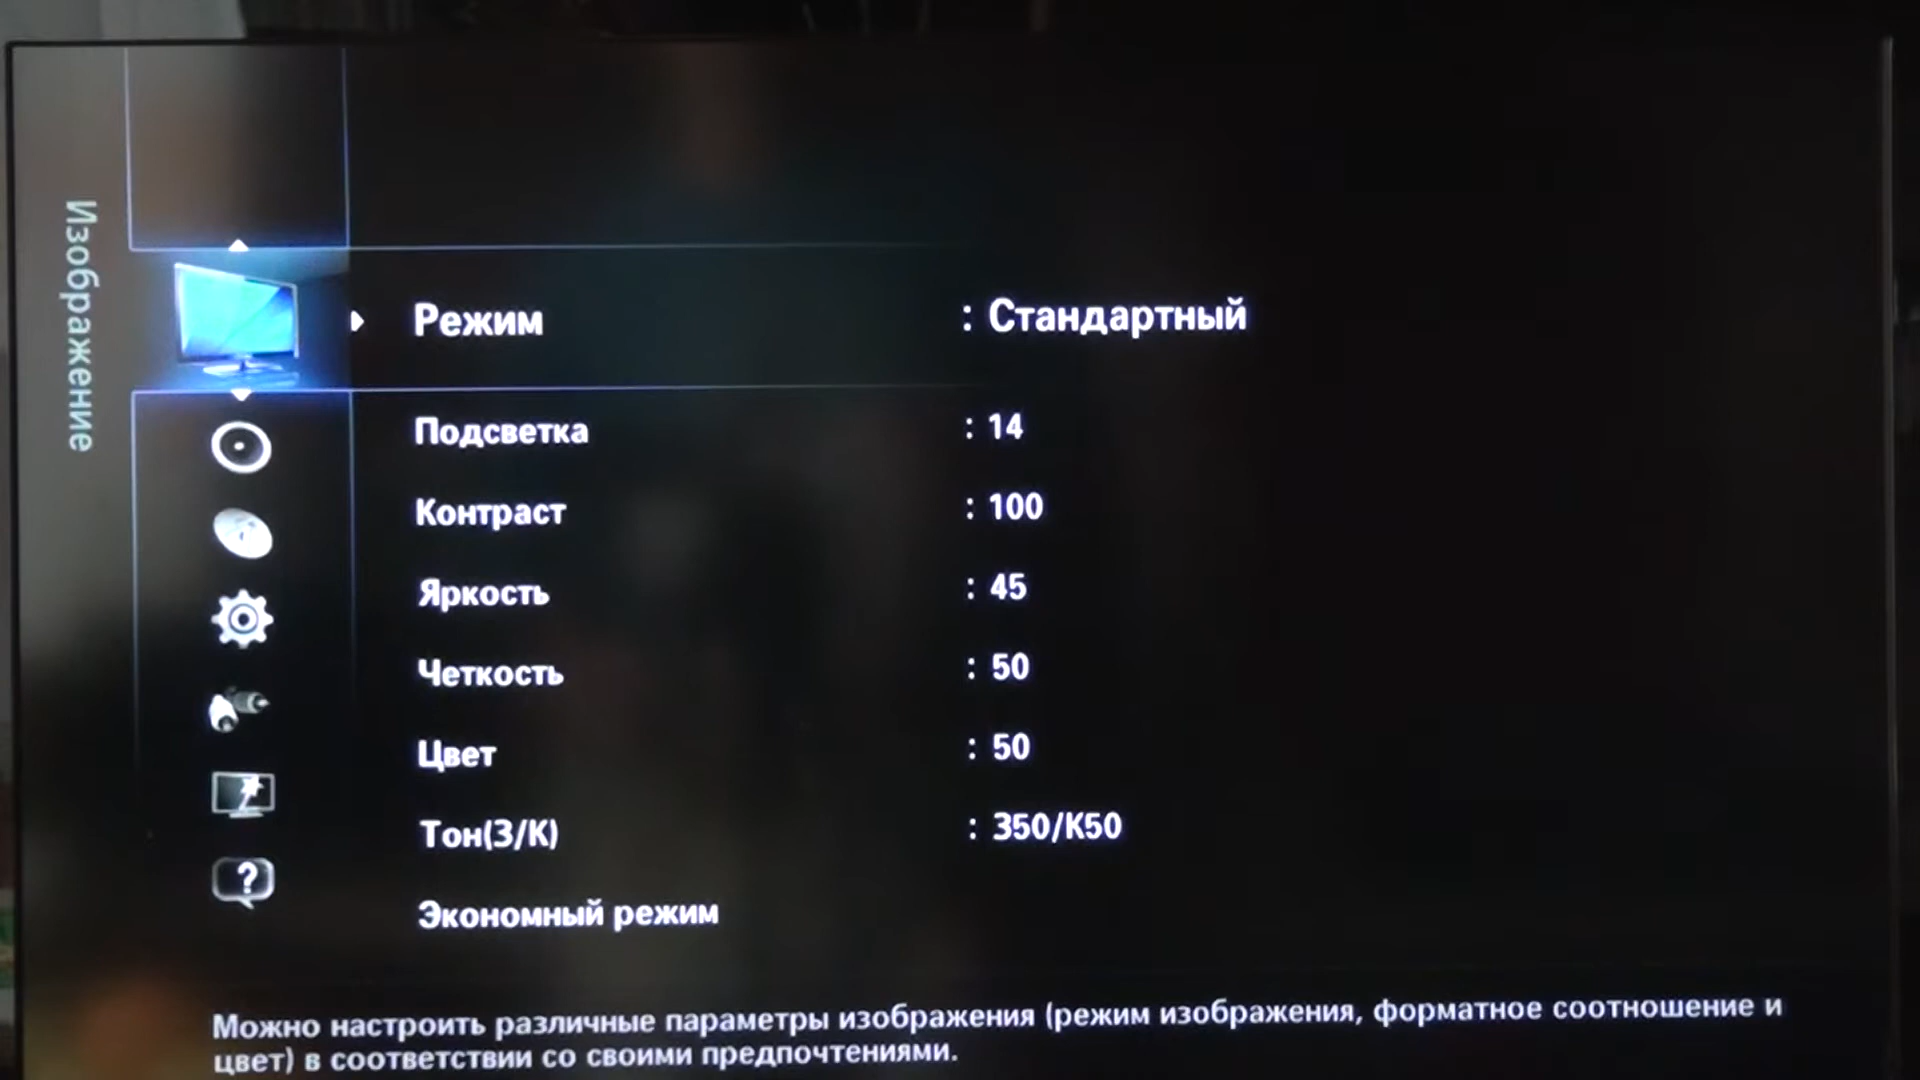 Изображение
Режим : Стандартный
Подсветка : 14
Контраст : 100
Яркость : 45
Четкость : 50
Цвет : 50
Тон(З/К) : З50/К50
Экономный режим
Можно настроить различные параметры изображения (режим изображения, форматное соотношение и
цвет) в соответствии со своими предпочтениями.